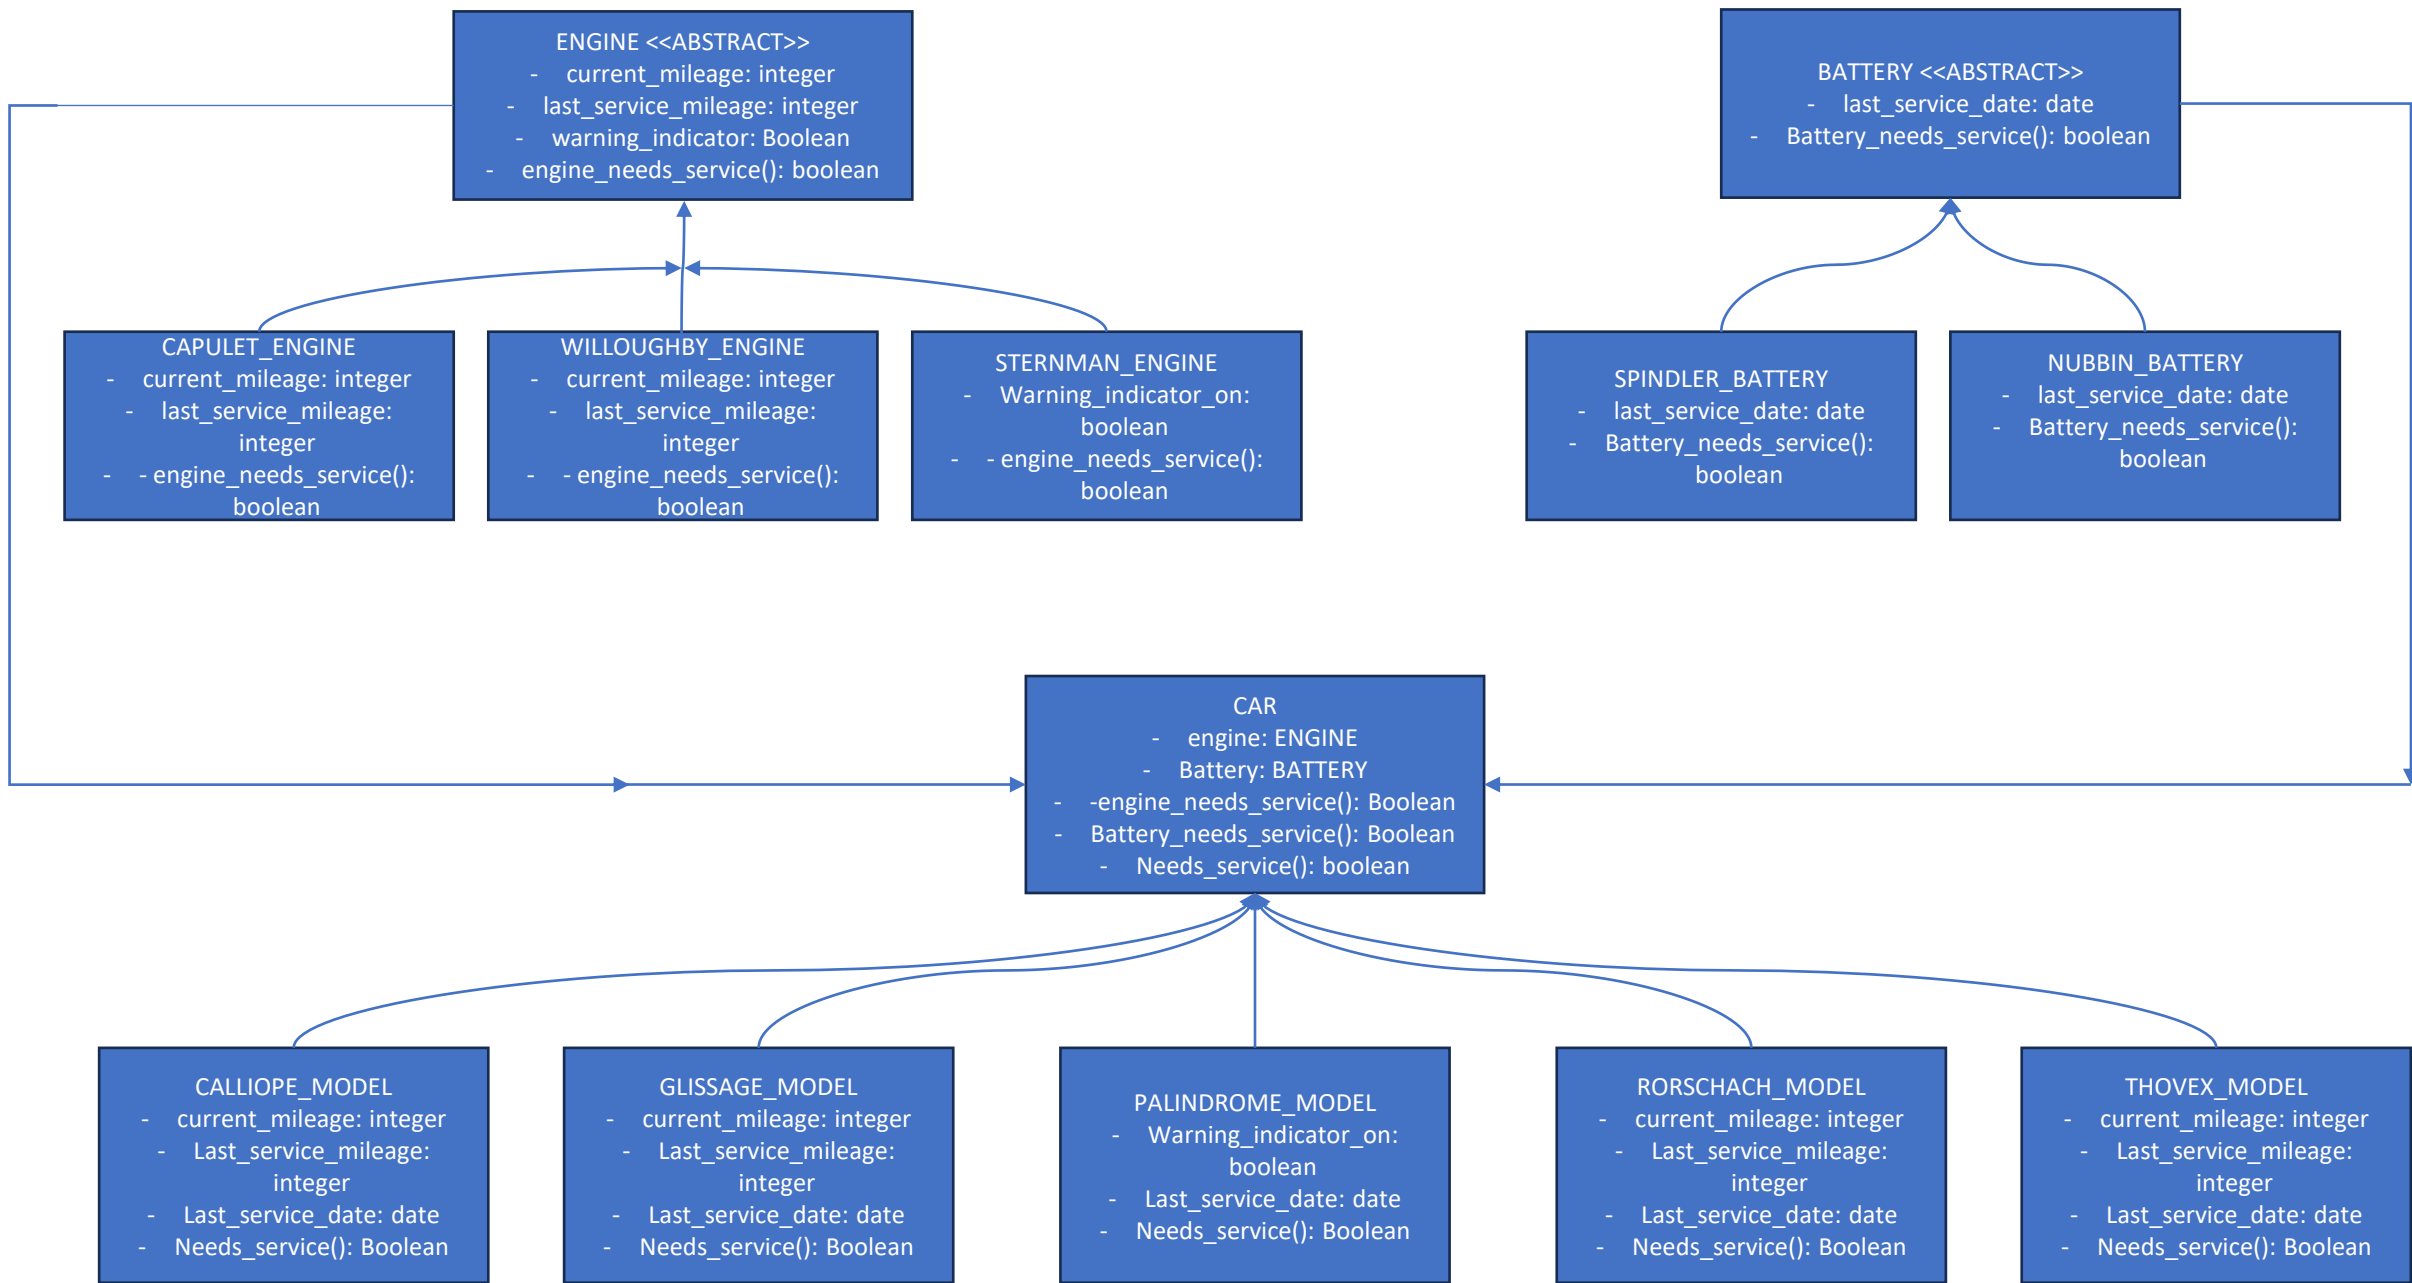 ENGINE <<ABSTRACT>>
- current_mileage: integer
- last_service_mileage: integer
- warning_indicator: Boolean
- engine_needs_service(): boolean
BATTERY <<ABSTRACT>>
- last_service_date: date
- Battery_needs_service(): boolean
CAPULET_ENGINE
- current_mileage: integer
- last_service_mileage:
integer
- - engine_needs_service():
boolean
WILLOUGHBY_ENGINE
- current_mileage: integer
- last_service_mileage:
integer
- - engine_needs_service():
boolean
STERNMAN_ENGINE
- Warning_indicator_on:
boolean
- - engine_needs_service():
boolean
SPINDLER_BATTERY
- last_service_date: date
- Battery_needs_service():
boolean
NUBBIN_BATTERY
- last_service_date: date
- Battery_needs_service():
boolean
CAR
- engine: ENGINE
- Battery: BATTERY
- -engine_needs_service(): Boolean
- Battery_needs_service(): Boolean
- Needs_service(): boolean
CALLIOPE_MODEL
- current_mileage: integer
- Last_service_mileage:
integer
- Last_service_date: date
- Needs_service(): Boolean
GLISSAGE_MODEL
- current_mileage: integer
- Last_service_mileage:
integer
- Last_service_date: date
- Needs_service(): Boolean
PALINDROME_MODEL
- Warning_indicator_on:
boolean
- Last_service_date: date
- Needs_service(): Boolean
RORSCHACH_MODEL
- current_mileage: integer
- Last_service_mileage:
integer
- Last_service_date: date
- Needs_service(): Boolean
THOVEX_MODEL
- current_mileage: integer
- Last_service_mileage:
integer
- Last_service_date: date
- Needs_service(): Boolean